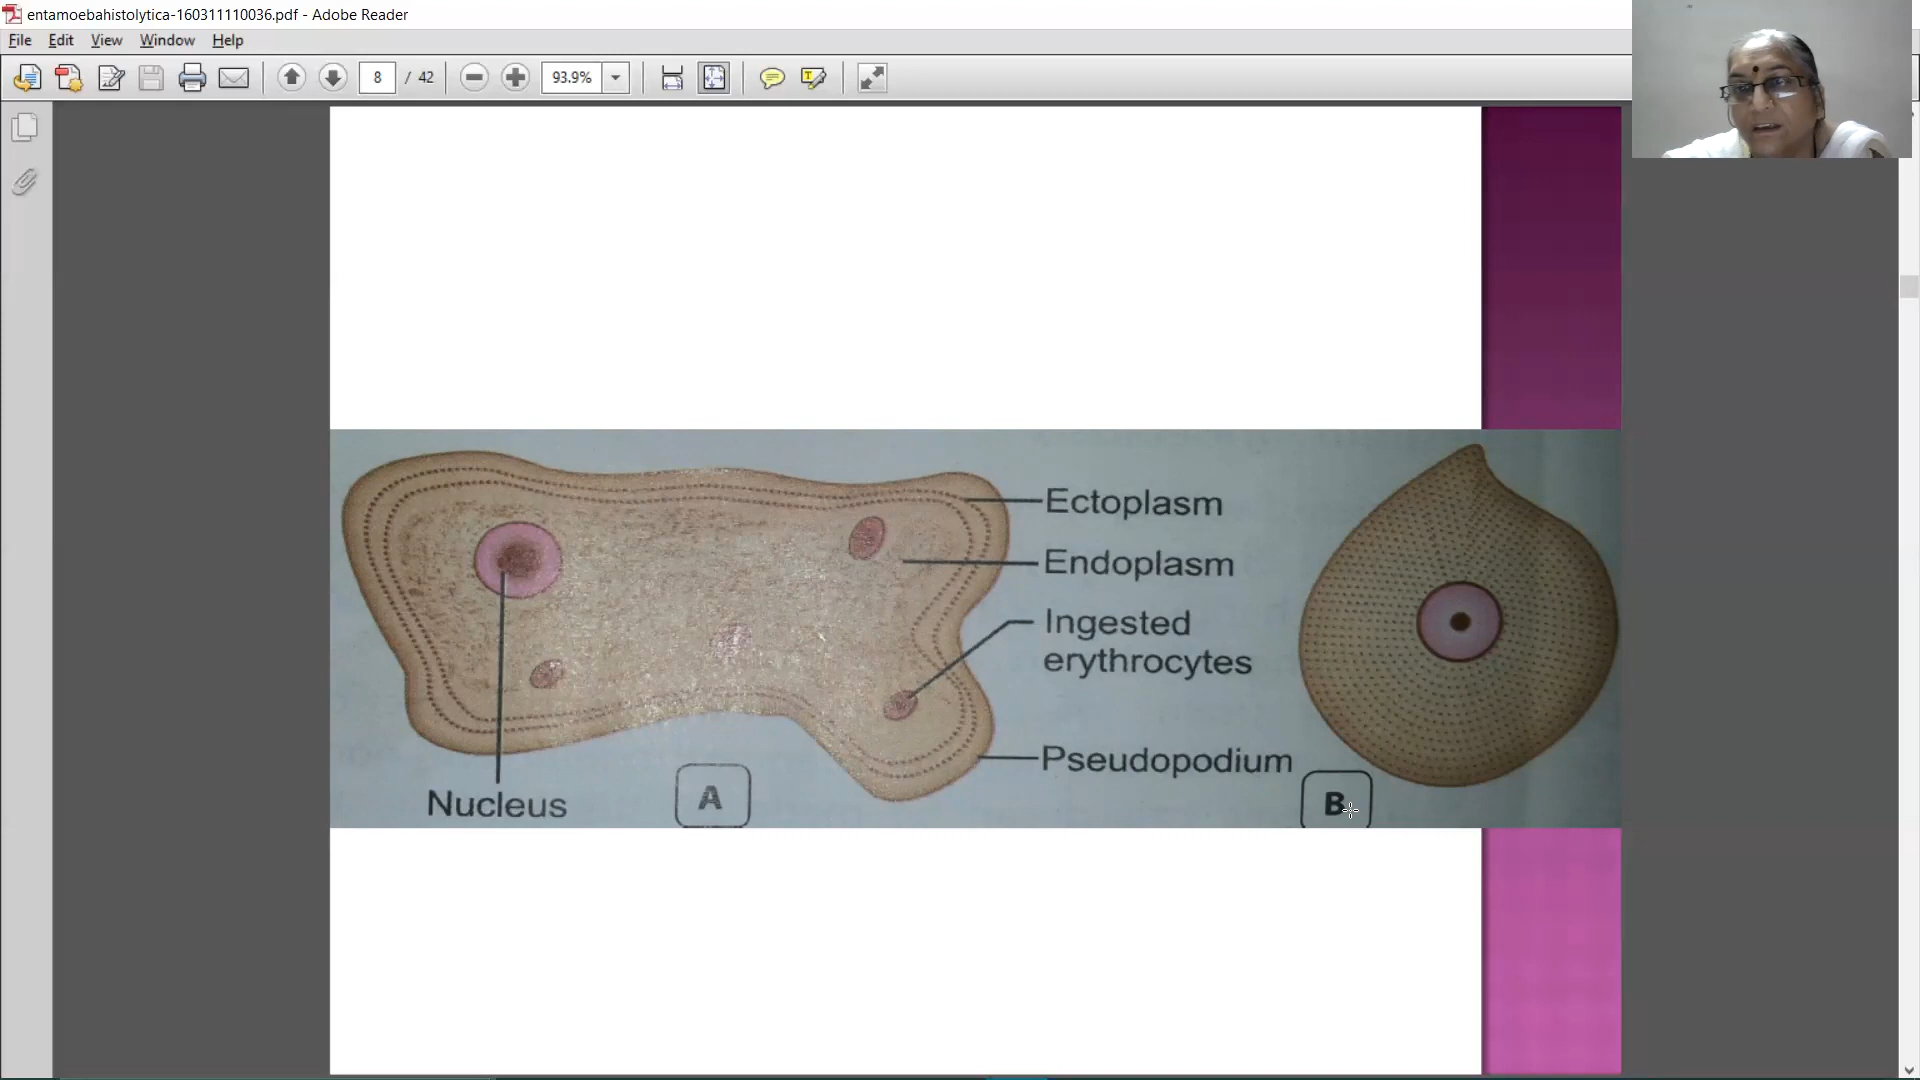 entamoebahistolytica-160311110036.pdf - Adobe Reader
File Edit View Window Help
8 / 42 93.9%
Ectoplasm
Endoplasm
Ingested
erythrocytes
Pseudopodium
Nucleus
A
B